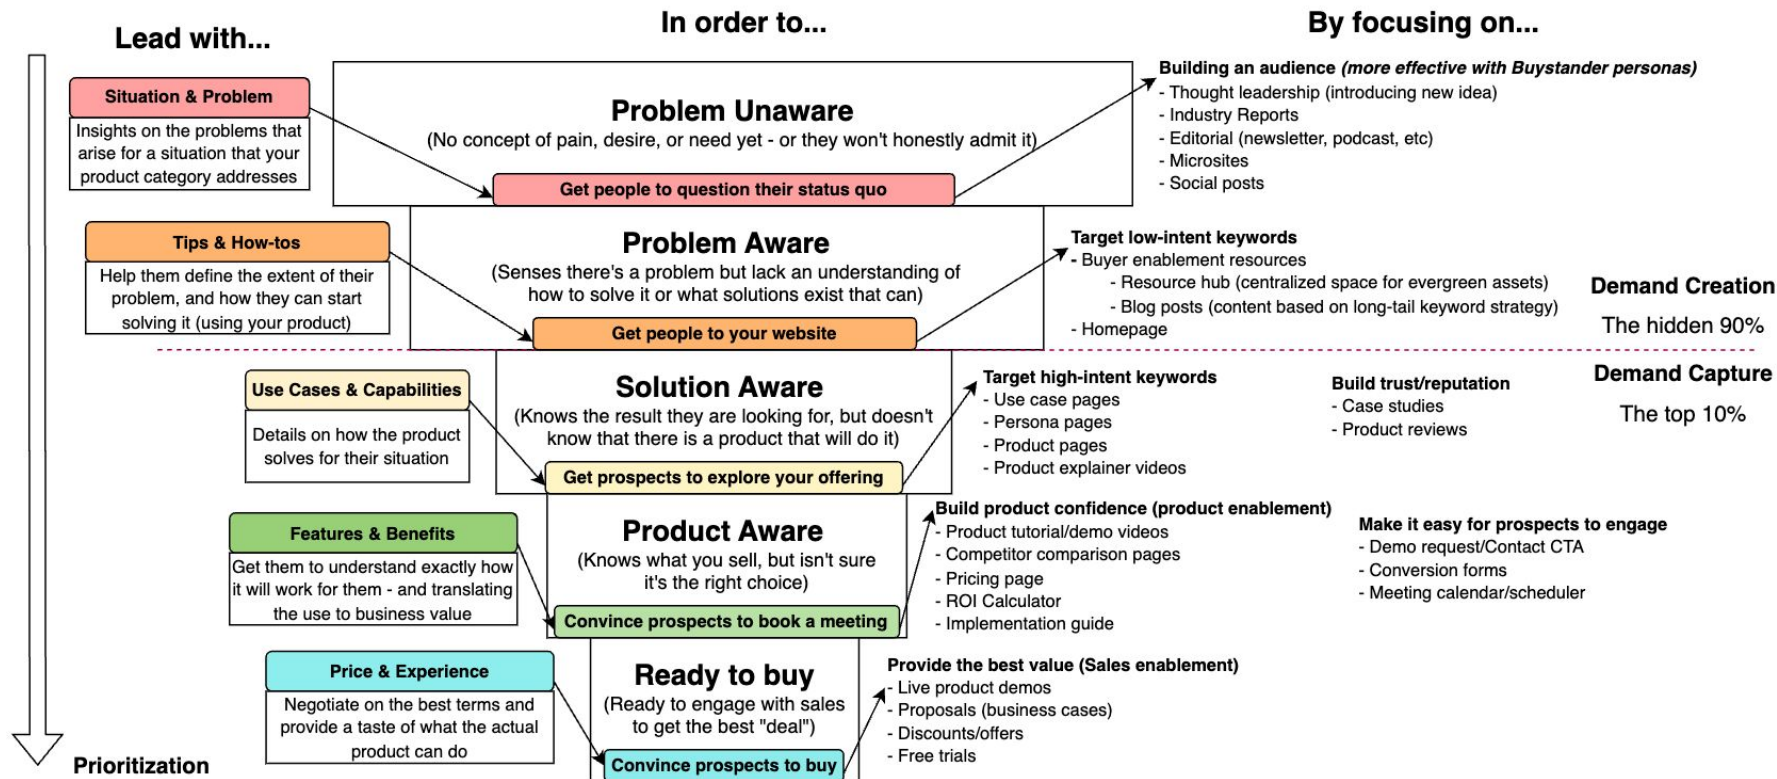 Lead with...
In order to...
By focusing on...
Situation & Problem
Insights on the problems that
arise for a situation that your
product category addresses
Problem Unaware
(No concept of pain, desire, or need yet - or they won't honestly admit it)
Get people to question their status quo
Building an audience (more effective with Buystander personas)
- Thought leadership (introducing new idea)
- Industry Reports
- Editorial (newsletter, podcast, etc)
- Microsites
- Social posts
Tips & How-tos
Help them define the extent of their
problem, and how they can start
solving it (using your product)
Problem Aware
(Senses there's a problem but lack an understanding of
how to solve it or what solutions exist that can)
Get people to your website
Target low-intent keywords
- Buyer enablement resources
- Resource hub (centralized space for evergreen assets)
- Blog posts (content based on long-tail keyword strategy)
- Homepage
Demand Creation
The hidden 90%
Use Cases & Capabilities
Details on how the product
solves for their situation
Solution Aware
(Knows the result they are looking for, but doesn't
know that there is a product that will do it)
Get prospects to explore your offering
Target high-intent keywords
- Use case pages
- Persona pages
- Product pages
- Product explainer videos
Build trust/reputation
- Case studies
- Product reviews
Demand Capture
The top 10%
Features & Benefits
Get them to understand exactly how
it will work for them - and translating
the use to business value
Product Aware
(Knows what you sell, but isn't sure
it's the right choice)
Convince prospects to book a meeting
Build product confidence (product enablement)
- Product tutorial/demo videos
- Competitor comparison pages
- Pricing page
- ROI Calculator
- Implementation guide
Make it easy for prospects to engage
- Demo request/Contact CTA
- Conversion forms
- Meeting calendar/scheduler
Price & Experience
Negotiate on the best terms and
provide a taste of what the actual
product can do
Ready to buy
(Ready to engage with sales
to get the best "deal")
Convince prospects to buy
Provide the best value (Sales enablement)
- Live product demos
- Proposals (business cases)
- Discounts/offers
- Free trials
Prioritization